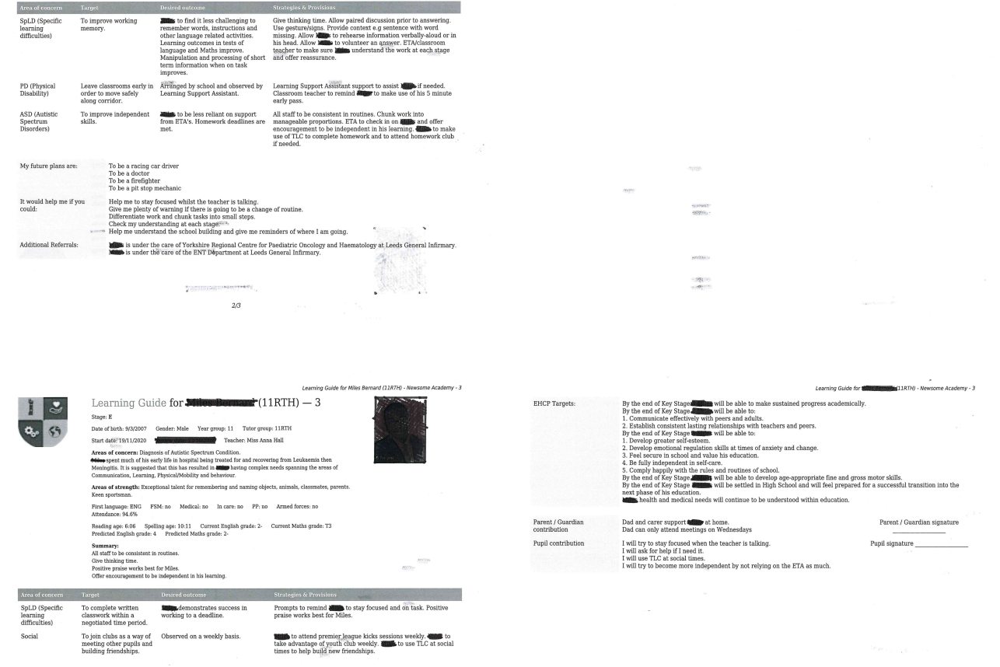 Area of concern Target Desired outcome Strategies & Provisions
SpLD (Specific learning difficulties)
To improve working memory.
to find it less challenging to
remember words, instructions and
other language related activities.
Learning outcomes in tests of
language and Maths improve.
Manipulation and processing of short
term information when on task
improves.
Give thinking time. Allow paired discussion prior to answering.
Use gesture/signs. Provide context e.g sentence with word
missing. Allow to rehearse information verbally-aloud or in
his head. Allow to volunteer an answer. ETA/classroom
teacher to make sure understand the work at each stage
and offer reassurance.
PD (Physical
Disability)
Leave classrooms early in
order to move safely
along corridor.
Arranged by school and observed by
Learning Support Assistant.
Learning Support Assistant support to assist if needed.
Classroom teacher to remind to make use of his 5 minute
early pass.
ASD (Autistic
Spectrum
Disorders)
To improve independent
skills.
to be less reliant on support
from ETA's. Homework deadlines are
met.
All staff to be consistent in routines. Chunk work into
manageable proportions. ETA to check in on and offer
encouragement to be independent in his learning. to make
use of TLC to complete homework and to attend homework club
if needed.
My future plans are:
To be a racing car driver
To be a doctor
To be a firefighter
To be a pit stop mechanic
It would help me if you
could:
Help me to stay focused whilst the teacher is talking.
Give me plenty of warning if there is going to be a change of routine.
Differentiate work and chunk tasks into small steps.
Check my understanding at each stage.
Help me understand the school building and give me reminders of where I am going.
Additional Referrals:
is under the care of Yorkshire Regional Centre for Paediatric Oncology and Haematology at Leeds General Infirmary.
is under the care of the ENT Department at Leeds General Infirmary.
2/3
Learning Guide for Miles Bernard (11RTH) - Newsome Academy - 3
Learning Guide for (11RTH) — 3
Stage: E
Date of birth: 9/3/2007 Gender: Male Year group: 11 Tutor group: 11RTH
Start date: 19/11/2020 Teacher: Miss Anna Hall
Areas of concern: Diagnosis of Autistic Spectrum Condition.
spent much of his early life in hospital being treated for and recovering from Leukaemia then
Meningitis. It is suggested that this has resulted in having complex needs spanning the areas of
Communication, Learning, Physical/Mobility and behaviour.
Areas of strength: Exceptional talent for remembering and naming objects, animals, classmates, parents.
Keen sportsman.
First language: ENG FSM: no Medical: no In care: no PP: no Armed forces: no
Attendance: 94.6%
Reading age: 6:06 Spelling age: 10:11 Current English grade: 2- Current Maths grade: T3
Predicted English grade: 4 Predicted Maths grade: 2-
Summary:
All staff to be consistent in routines.
Give thinking time.
Positive praise works best for Miles.
Offer encouragement to be independent in his learning.
Area of concern Target Desired outcome Strategies & Provisions
SpLD (Specific
learning
difficulties)
To complete written
classwork within a
negotiated time period.
demonstrates success in
working to a deadline.
Prompts to remind to stay focused and on task. Positive
praise works best for Miles.
Social
To join clubs as a way of
meeting other pupils and
building friendships.
Observed on a weekly basis.
to attend premier league kicks sessions weekly. to
take advantage of youth club weekly. to use TLC at social
times to help build new friendships.
Learning Guide for (11RTH) - Newsome Academy - 3
EHCP Targets:
By the end of Key Stage will be able to make sustained progress academically.
By the end of Key Stage will be able to:
1. Communicate effectively with peers and adults.
2. Establish consistent lasting relationships with teachers and peers.
By the end of Key Stage will be able to:
1. Develop greater self-esteem.
2. Develop emotional regulation skills at times of anxiety and change.
3. Feel secure in school and value his education.
4. Be fully independent in self-care.
5. Comply happily with the rules and routines of school.
By the end of Key Stage will be able to develop age-appropriate fine and gross motor skills.
By the end of Key Stage will be settled in High School and will feel prepared for a successful transition into the
next phase of his education.
health and medical needs will continue to be understood within education.
Parent / Guardian
contribution
Dad and carer support at home.
Dad can only attend meetings on Wednesdays
Parent / Guardian signature
Pupil contribution
I will try to stay focused when the teacher is talking.
I will ask for help if I need it.
I will use TLC at social times.
I will try to become more independent by not relying on the ETA as much.
Pupil signature